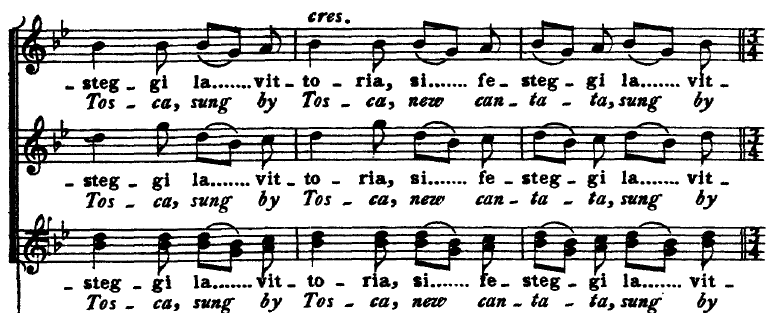 cres.
- steg - gi la.......vit - to - ria, si....... fe - steg - gi la....... vit -
Tos - ca, sung by Tos - ca, new can - ta - ta, sung by
- steg - gi la.......vit - to - ria, si....... fe - steg - gi la....... vit -
Tos - ca, sung by Tos - ca, new can - ta - ta, sung by
3
4
- steg - gi la.......vit - to - ria, si....... fe - steg - gi la....... vit -
Tos - ca, sung by Tos - ca, new can - ta - ta, sung by